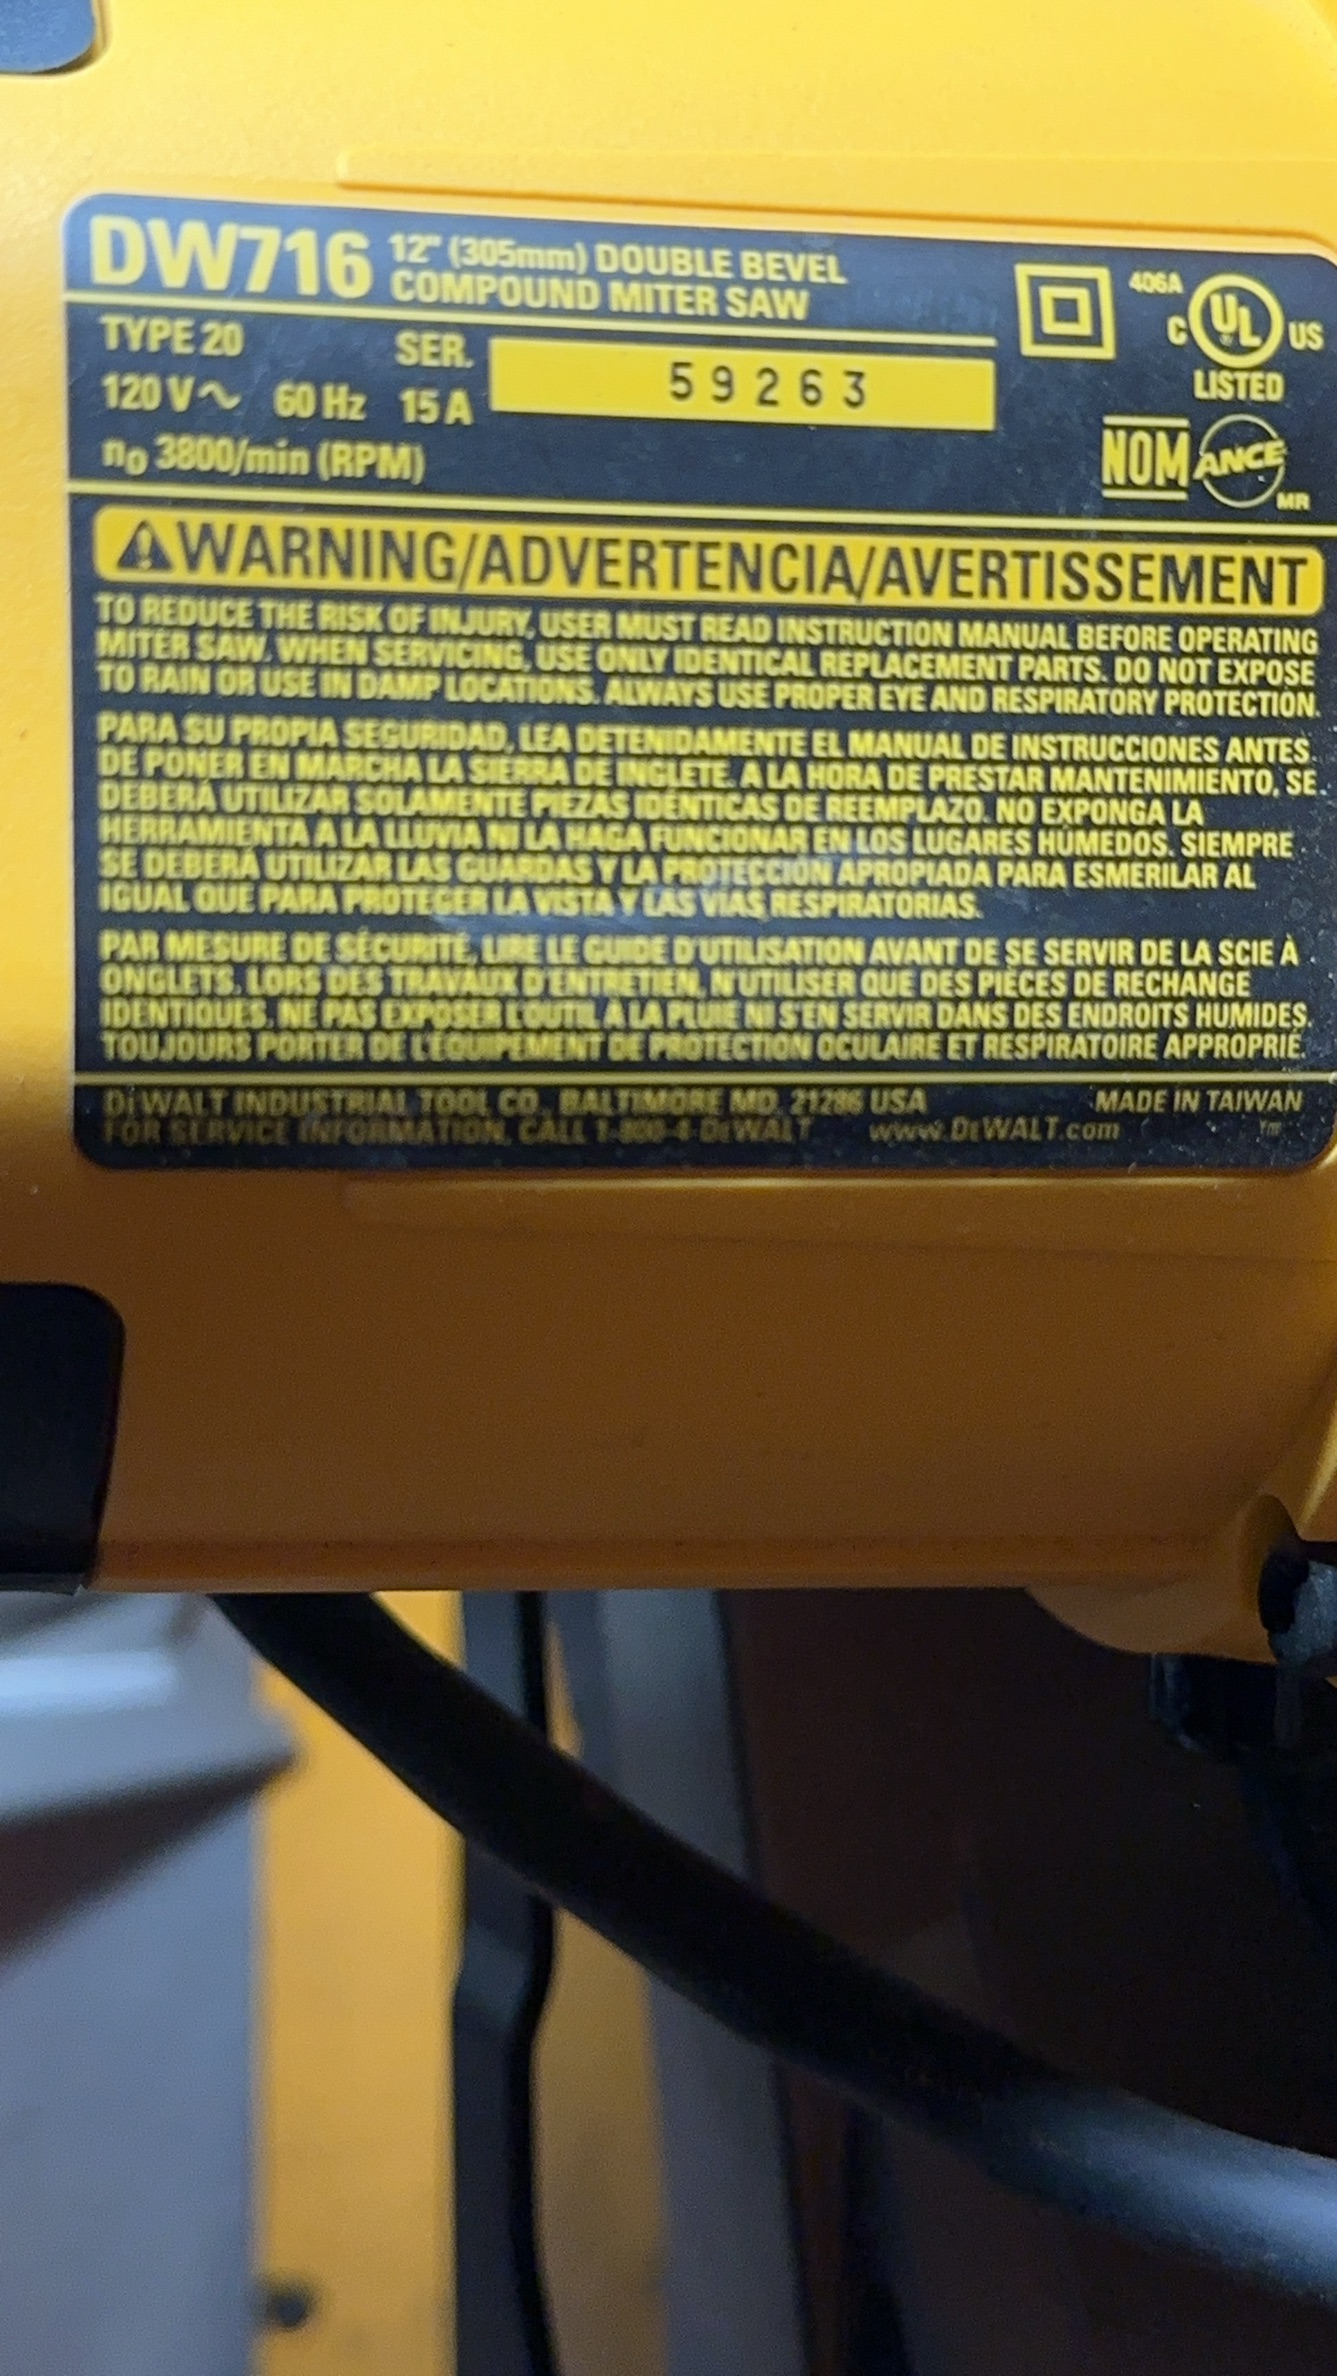 DW716 12" (305mm) DOUBLE BEVEL
COMPOUND MITER SAW
406A
C UL US
LISTED
TYPE 20 SER. 59263
120 V~ 60 Hz 15 A
n₀ 3800/min (RPM)
NOM ANCE
MR
WARNING/ADVERTENCIA/AVERTISSEMENT
TO REDUCE THE RISK OF INJURY, USER MUST READ INSTRUCTION MANUAL BEFORE OPERATING
MITER SAW. WHEN SERVICING, USE ONLY IDENTICAL REPLACEMENT PARTS. DO NOT EXPOSE
TO RAIN OR USE IN DAMP LOCATIONS. ALWAYS USE PROPER EYE AND RESPIRATORY PROTECTION.
PARA SU PROPIA SEGURIDAD, LEA DETENIDAMENTE EL MANUAL DE INSTRUCCIONES ANTES
DE PONER EN MARCHA LA SIERRA DE INGLETE. A LA HORA DE PRESTAR MANTENIMIENTO, SE
DEBERÁ UTILIZAR SOLAMENTE PIEZAS IDÉNTICAS DE REEMPLAZO. NO EXPONGA LA
HERRAMIENTA A LA LLUVIA NI LA HAGA FUNCIONAR EN LOS LUGARES HÚMEDOS. SIEMPRE
SE DEBERÁ UTILIZAR LAS GUARDAS Y LA PROTECCIÓN APROPIADA PARA ESMERILAR AL
IGUAL QUE PARA PROTEGER LA VISTA Y LAS VÍAS RESPIRATORIAS.
PAR MESURE DE SÉCURITÉ, LIRE LE GUIDE D'UTILISATION AVANT DE SE SERVIR DE LA SCIE À
ONGLETS. LORS DES TRAVAUX D'ENTRETIEN, N'UTILISER QUE DES PIÈCES DE RECHANGE
IDENTIQUES. NE PAS EXPOSER L'OUTIL À LA PLUIE NI S'EN SERVIR DANS DES ENDROITS HUMIDES.
TOUJOURS PORTER DE L'ÉQUIPEMENT DE PROTECTION OCULAIRE ET RESPIRATOIRE APPROPRIÉ.
DEWALT INDUSTRIAL TOOL CO., BALTIMORE MD, 21286 USA MADE IN TAIWAN
FOR SERVICE INFORMATION, CALL 1-800-4-DEWALT www.DEWALT.com